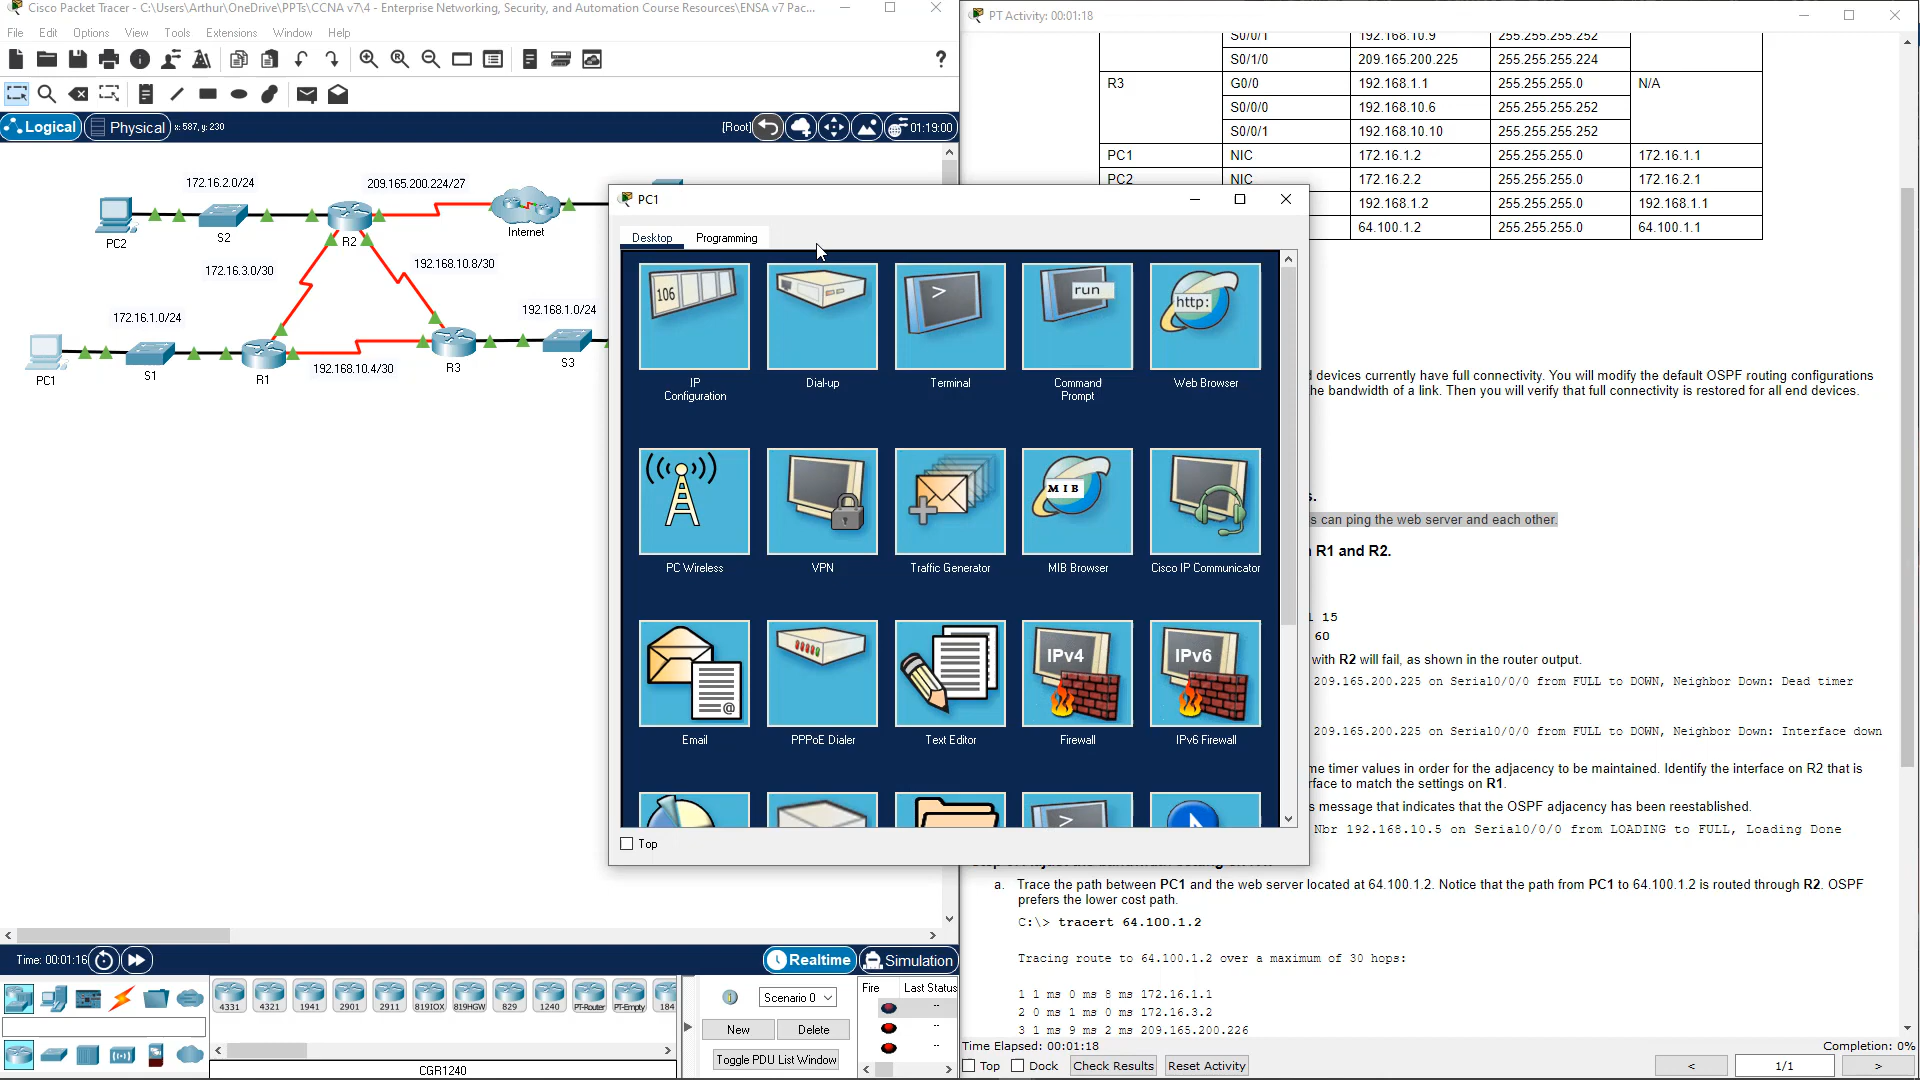 Cisco Packet Tracer - C:\Users\Arthur\OneDrive\PPTs\CCNA v7\4 - Enterprise Networking, Security, and Automation Course Resources\ENSA v7 Pac...
File Edit Options View Tools Extensions Window Help
Logical Physical x: 587, y: 230
[Root] 01:19:00
172.16.2.0/24
209.165.200.224/27
PC2
S2
R2
Internet
172.16.3.0/30
192.168.10.8/30
172.16.1.0/24
192.168.1.0/24
PC1
S1
R1
192.168.10.4/30
R3
S3
PC1
Desktop Programming
106
>
run
http:
IP Configuration
Dial-up
Terminal
Command Prompt
Web Browser
MIB
PC Wireless
VPN
Traffic Generator
MIB Browser
Cisco IP Communicator
@
IPv4
IPv6
Email
PPPoE Dialer
Text Editor
Firewall
IPv6 Firewall
>
Top
PT Activity: 00:01:18
S0/0/1 192.168.10.9 255.255.255.252
S0/1/0 209.165.200.225 255.255.255.224
R3 G0/0 192.168.1.1 255.255.255.0 N/A
S0/0/0 192.168.10.6 255.255.255.252
S0/0/1 192.168.10.10 255.255.255.252
PC1 NIC 172.16.1.2 255.255.255.0 172.16.1.1
PC2 NIC 172.16.2.2 255.255.255.0 172.16.2.1
192.168.1.2 255.255.255.0 192.168.1.1
64.100.1.2 255.255.255.0 64.100.1.1
d devices currently have full connectivity. You will modify the default OSPF routing configurations
he bandwidth of a link. Then you will verify that full connectivity is restored for all end devices.
s.
s can ping the web server and each other.
R1 and R2.
15
60
with R2 will fail, as shown in the router output.
209.165.200.225 on Serial0/0/0 from FULL to DOWN, Neighbor Down: Dead timer
209.165.200.225 on Serial0/0/0 from FULL to DOWN, Neighbor Down: Interface down
me timer values in order for the adjacency to be maintained. Identify the interface on R2 that is
rface to match the settings on R1.
s message that indicates that the OSPF adjacency has been reestablished.
Nbr 192.168.10.5 on Serial0/0/0 from LOADING to FULL, Loading Done
a. Trace the path between PC1 and the web server located at 64.100.1.2. Notice that the path from PC1 to 64.100.1.2 is routed through R2. OSPF
prefers the lower cost path.
C:\> tracert 64.100.1.2
Tracing route to 64.100.1.2 over a maximum of 30 hops:
1 1 ms 0 ms 8 ms 172.16.1.1
2 0 ms 1 ms 0 ms 172.16.3.2
3 1 ms 9 ms 2 ms 209.165.200.226
Time Elapsed: 00:01:18 Completion: 0%
Top Dock Check Results Reset Activity < 1/1 >
Time: 00:01:16
Realtime Simulation
4331 4321 1941 2901 2911 819IOX 819HGW 829 1240 PT-Router PT-Empty 184
CGR1240
Scenario 0
New Delete
Toggle PDU List Window
Fire Last Status
--
--
--